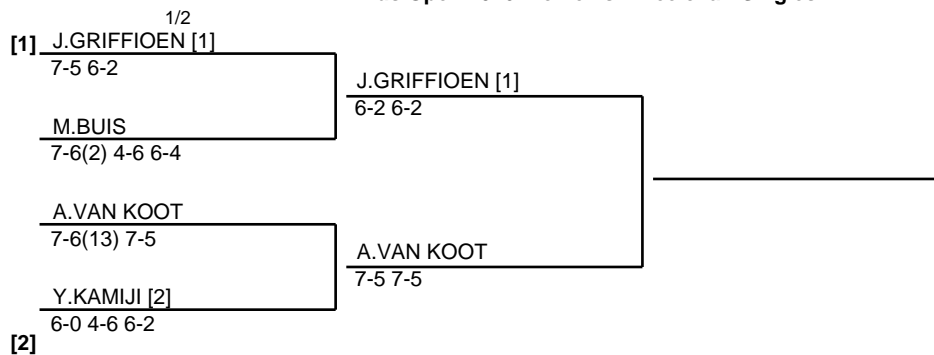 1/2
[1] J.GRIFFIOEN [1]
7-5 6-2
J.GRIFFIOEN [1]
6-2 6-2
M.BUIS
7-6(2) 4-6 6-4
A.VAN KOOT
7-6(13) 7-5
A.VAN KOOT
7-5 7-5
Y.KAMIJI [2]
6-0 4-6 6-2
[2]